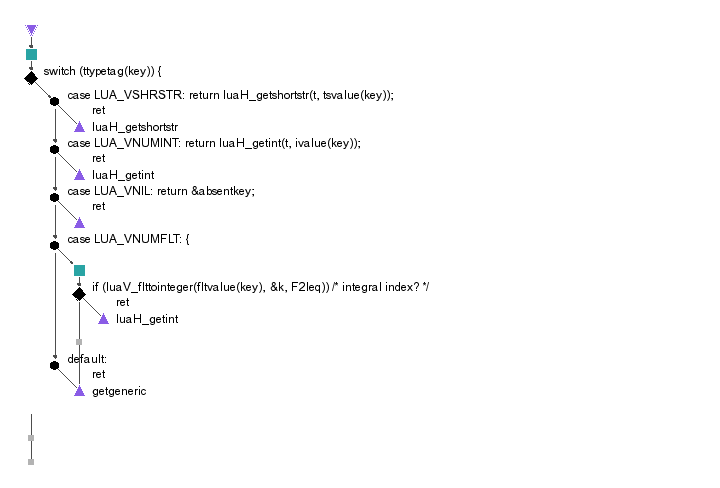 switch (ttypetag(key)) {
case LUA_VSHRSTR: return luaH_getshortstr(t, tsvalue(key));
ret
luaH_getshortstr
case LUA_VNUMINT: return luaH_getint(t, ivalue(key));
ret
luaH_getint
case LUA_VNIL: return &absentkey;
ret
case LUA_VNUMFLT: {
if (luaV_flttointeger(fltvalue(key), &k, F2Ieq)) /* integral index? */
ret
luaH_getint
default:
ret
getgeneric